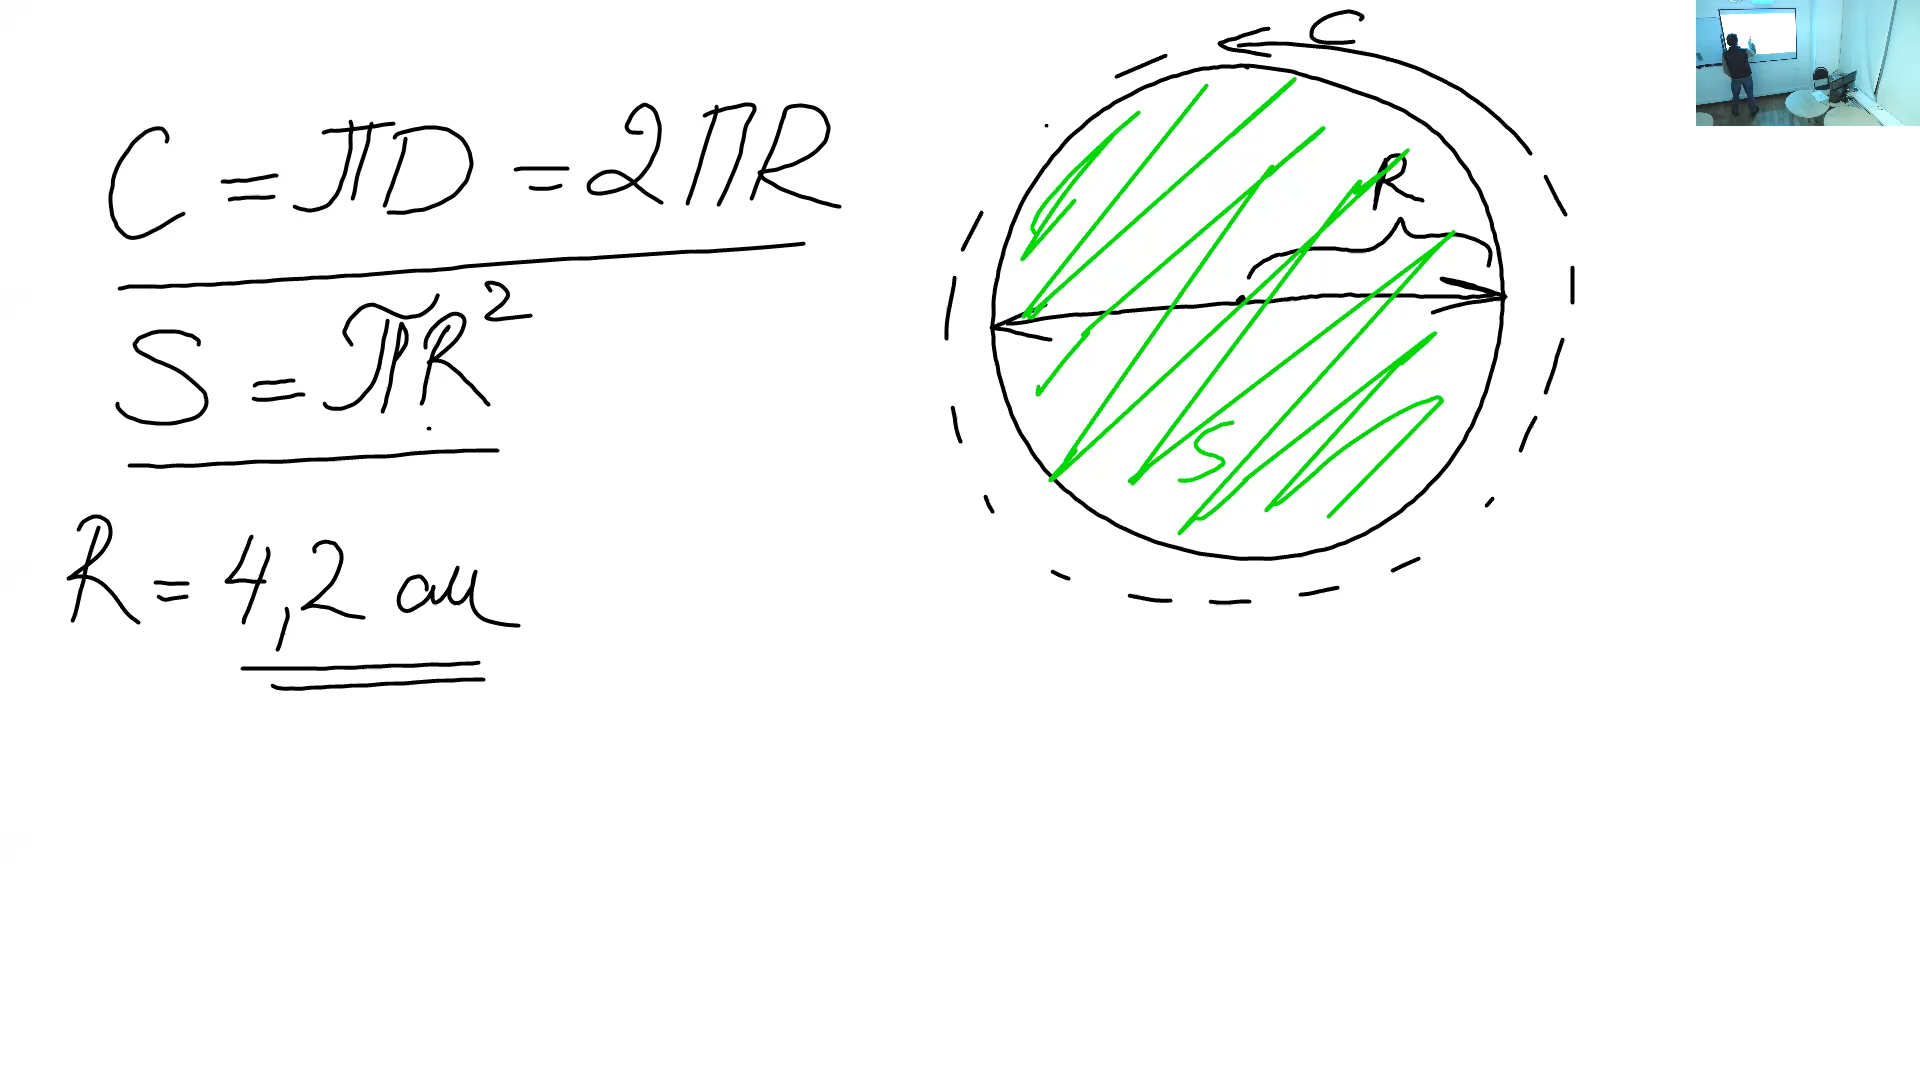 C = πD = 2πR
S = πR²
R = 4,2 см
C
R
S